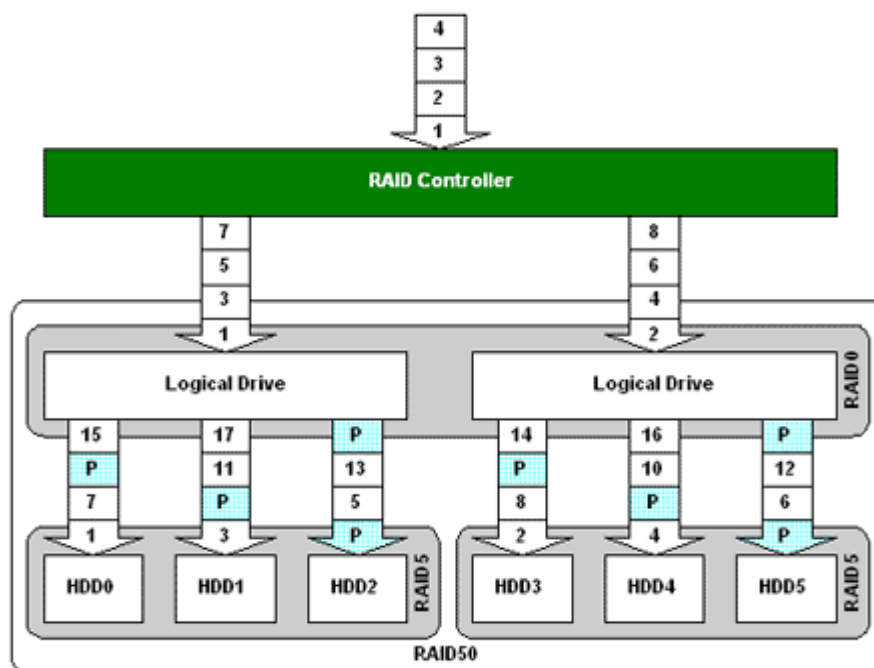 4
3
2
1
RAID Controller
7 8
5 6
3 4
1 2
Logical Drive Logical Drive RAID0
15 17 P 14 16 P
P 11 13 P 10 12
7 P 5 8 P 6
1 3 P 2 4 P
HDD0 HDD1 HDD2 RAID5 HDD3 HDD4 HDD5 RAID5
RAID50